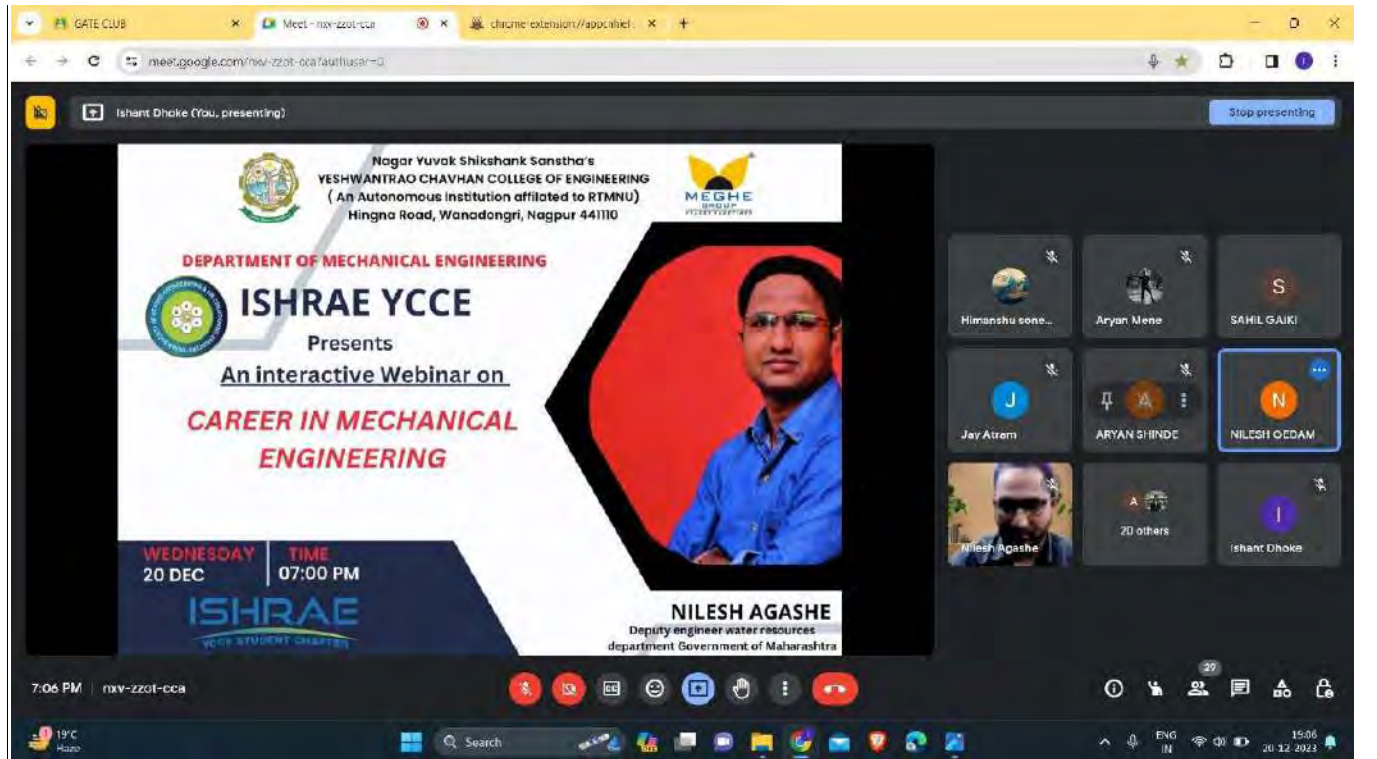 GATE CLUB
Meet - nxv-zzot-cca
meet.google.com/nxv-zzot-cca?authuser=0
Ishant Dhoke (You, presenting)
Stop presenting
Nagar Yuvak Shikshank Sanstha's
YESHWANTRAO CHAVHAN COLLEGE OF ENGINEERING
( An Autonomous Institution affilated to RTMNU)
Hingna Road, Wanadongri, Nagpur 441110
MEGHE
GROUP
DEPARTMENT OF MECHANICAL ENGINEERING
ISHRAE YCCE
Presents
An interactive Webinar on
CAREER IN MECHANICAL
ENGINEERING
WEDNESDAY
20 DEC
TIME
07:00 PM
ISHRAE
YCCE STUDENT CHAPTER
NILESH AGASHE
Deputy engineer water resources
department Government of Maharashtra
Himanshu sone...
Aryan Mene
S
SAHIL GAIKI
J
Jay Atram
A
ARYAN SHINDE
N
NILESH GEDAM
Nilesh Agashe
A
20 others
I
Ishant Dhoke
7:06 PM | nxv-zzot-cca
29
19°C
Haze
Search
ENG
IN
19:06
20-12-2023